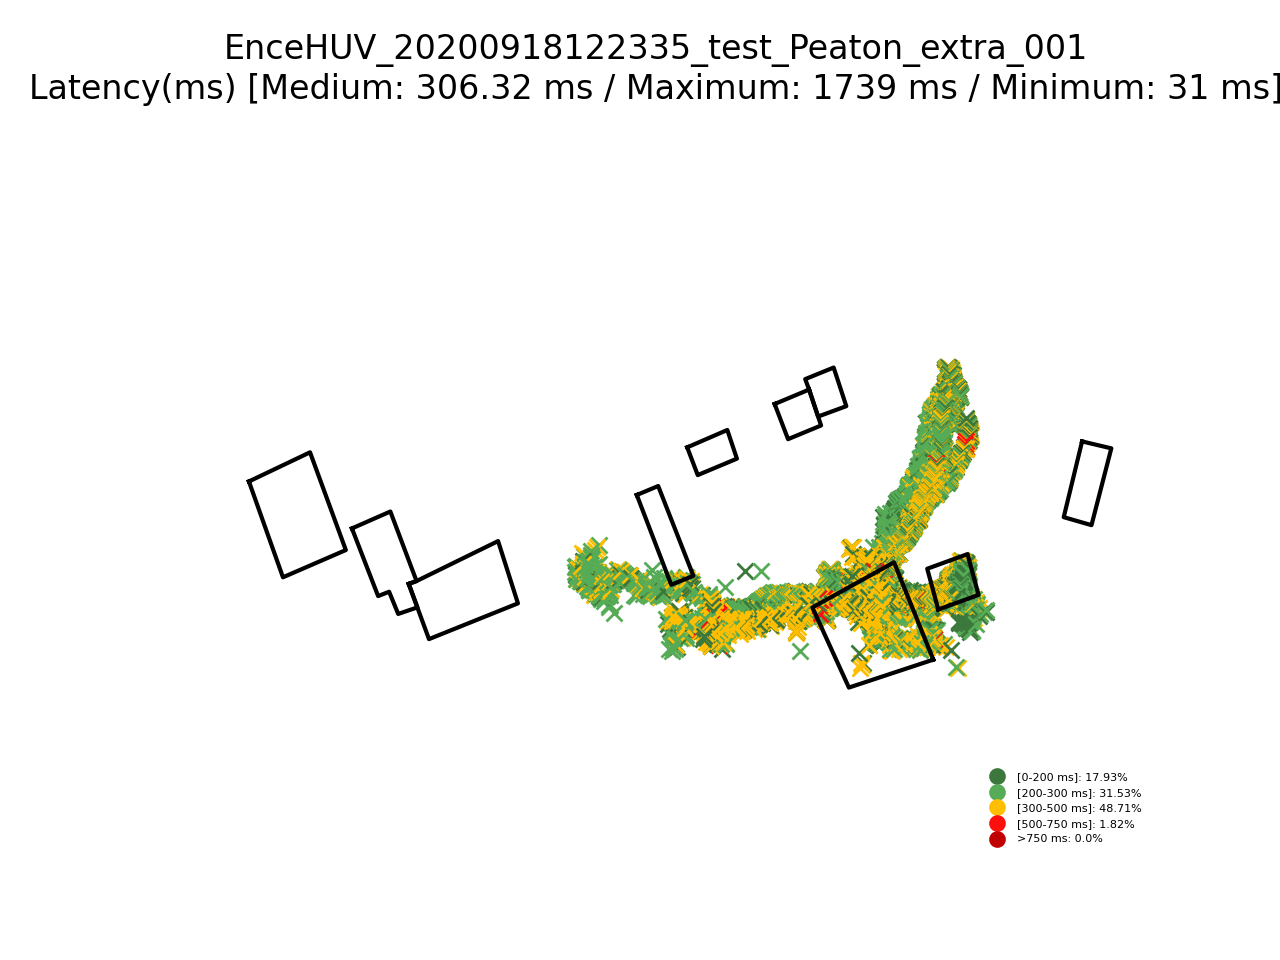 EnceHUV_20200918122335_test_Peaton_extra_001
Latency(ms) [Medium: 306.32 ms / Maximum: 1739 ms / Minimum: 31 ms]
[0-200 ms]: 17.93%
[200-300 ms]: 31.53%
[300-500 ms]: 48.71%
[500-750 ms]: 1.82%
>750 ms: 0.0%